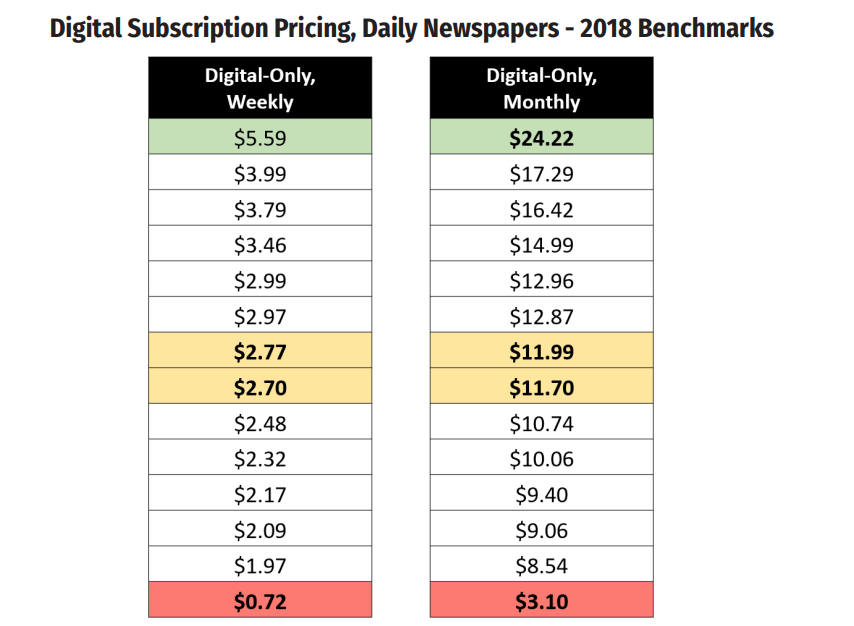 Digital Subscription Pricing, Daily Newspapers - 2018 Benchmarks
Digital-Only,
Weekly
Digital-Only,
Monthly
$5.59 $24.22
$3.99 $17.29
$3.79 $16.42
$3.46 $14.99
$2.99 $12.96
$2.97 $12.87
$2.77 $11.99
$2.70 $11.70
$2.48 $10.74
$2.32 $10.06
$2.17 $9.40
$2.09 $9.06
$1.97 $8.54
$0.72 $3.10